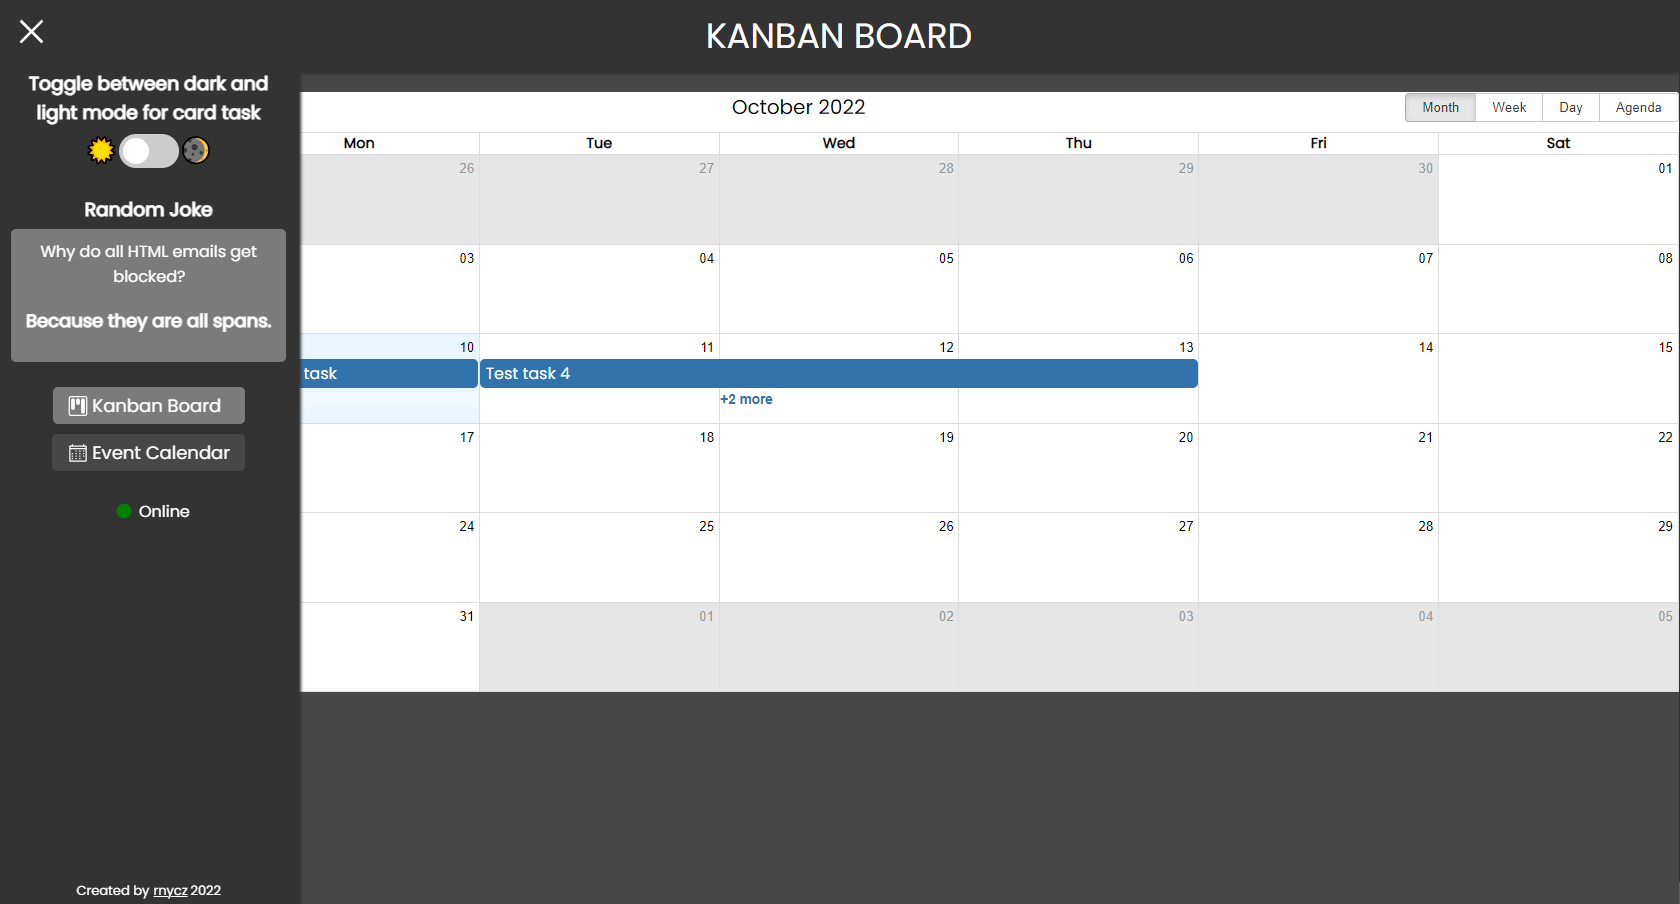 KANBAN BOARD
Toggle between dark and
light mode for card task
Random Joke
Why do all HTML emails get
blocked?
Because they are all spans.
Kanban Board
Event Calendar
Online
Created by rnycz 2022
October 2022
Month Week Day Agenda
Mon Tue Wed Thu Fri Sat
26 27 28 29 30 01
03 04 05 06 07 08
10 11 12 13 14 15
task Test task 4
+2 more
17 18 19 20 21 22
24 25 26 27 28 29
31 01 02 03 04 05